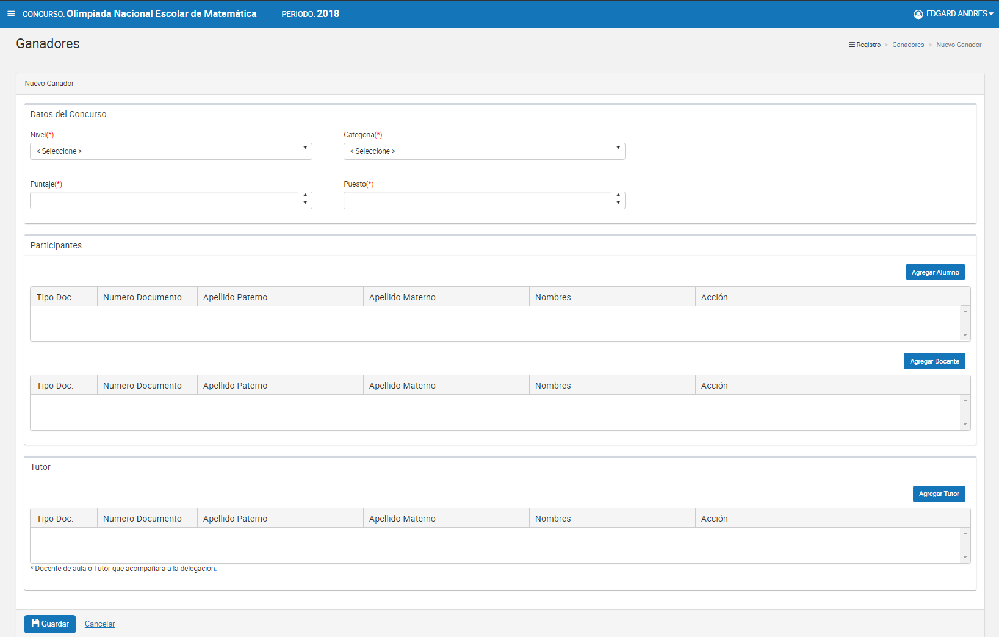 CONCURSO: Olimpiada Nacional Escolar de Matemática PERIODO: 2018 EDGARD ANDRES
Ganadores
Registro > Ganadores > Nuevo Ganador
Nuevo Ganador
Datos del Concurso
Nivel(*) Categoria(*)
< Seleccione > < Seleccione >
Puntaje(*) Puesto(*)
Participantes
Agregar Alumno
Tipo Doc. Numero Documento Apellido Paterno Apellido Materno Nombres Acción
Agregar Docente
Tipo Doc. Numero Documento Apellido Paterno Apellido Materno Nombres Acción
Tutor
Agregar Tutor
Tipo Doc. Numero Documento Apellido Paterno Apellido Materno Nombres Acción
* Docente de aula o Tutor que acompañará a la delegación.
Guardar Cancelar